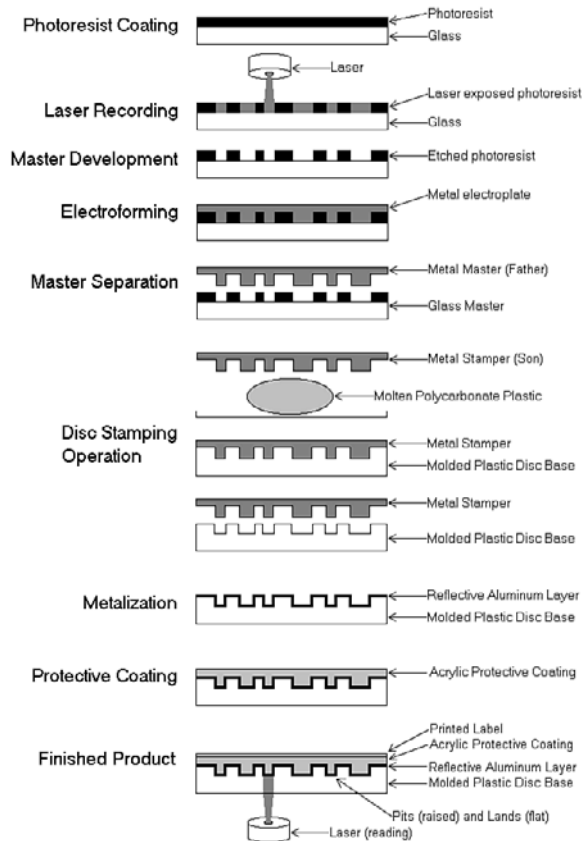 Photoresist Coating
Photoresist
Glass
Laser
Laser Recording
Laser exposed photoresist
Glass
Master Development
Etched photoresist
Electroforming
Metal electroplate
Master Separation
Metal Master (Father)
Glass Master
Metal Stamper (Son)
Molten Polycarbonate Plastic
Disc Stamping
Operation
Metal Stamper
Molded Plastic Disc Base
Metal Stamper
Molded Plastic Disc Base
Metalization
Reflective Aluminum Layer
Molded Plastic Disc Base
Protective Coating
Acrylic Protective Coating
Finished Product
Printed Label
Acrylic Protective Coating
Reflective Aluminum Layer
Molded Plastic Disc Base
Pits (raised) and Lands (flat)
Laser (reading)